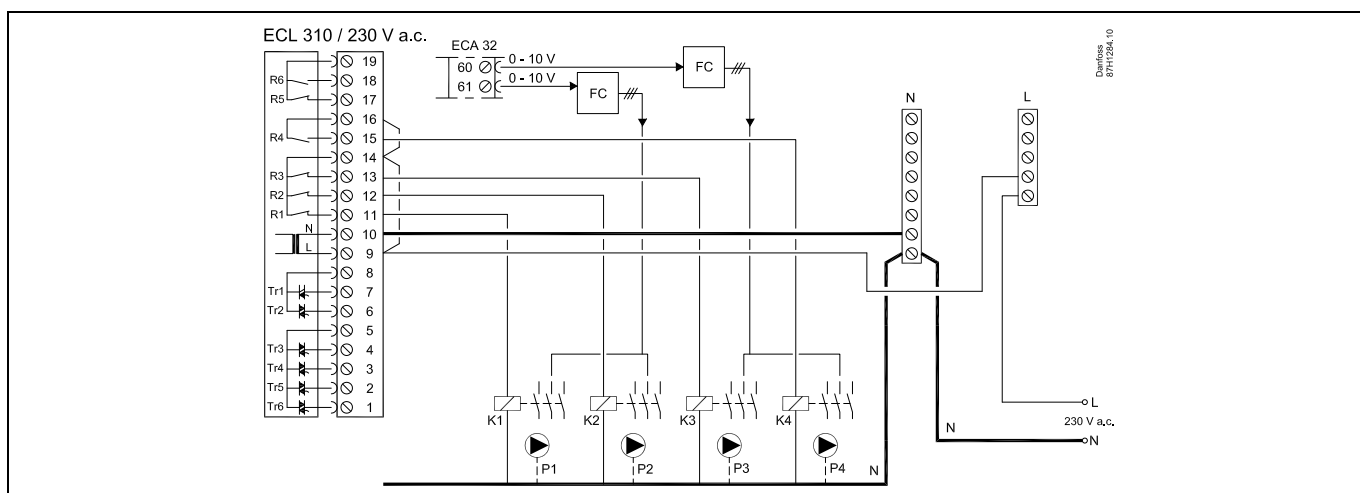 ECL 310 / 230 V a.c.
19
R6 18
R5 17
16
R4 15
14
R3 13
R2 12
R1 11
N 10
L 9
8
Tr1 7
Tr2 6
5
Tr3 4
Tr4 3
Tr5 2
Tr6 1
ECA 32
60 0 - 10 V
61 0 - 10 V
FC
FC
N
L
Danfoss
87H1284.10
K1
K2
K3
K4
P1
P2
P3
P4
N
N
L
230 V a.c.
N